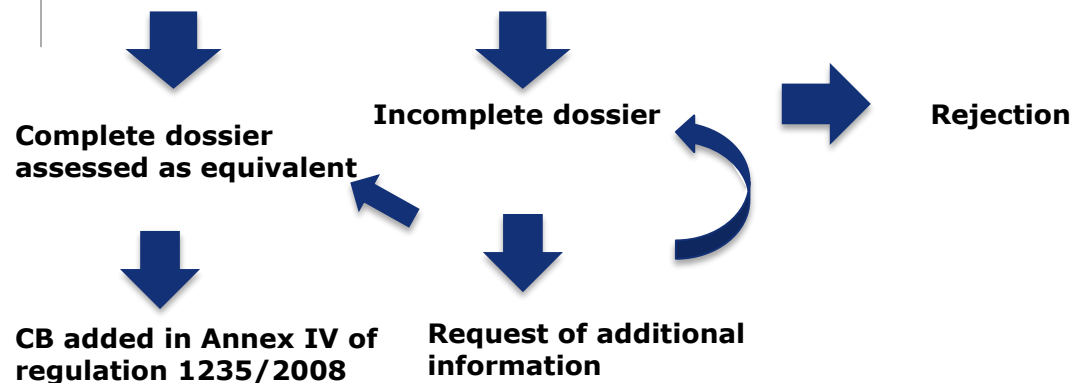 Complete dossier
assessed as equivalent
Incomplete dossier
Rejection
CB added in Annex IV of
regulation 1235/2008
Request of additional
information